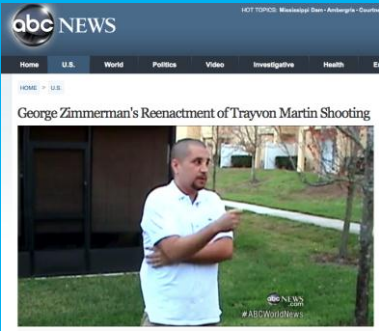 HOT TOPICS: Mississippi Dam • Ambergris • Courtne
abc NEWS
Home U.S. World Politics Video Investigative Health E
HOME > U.S.
George Zimmerman's Reenactment of Trayvon Martin Shooting
abc NEWS
.com
#ABCWorldNews